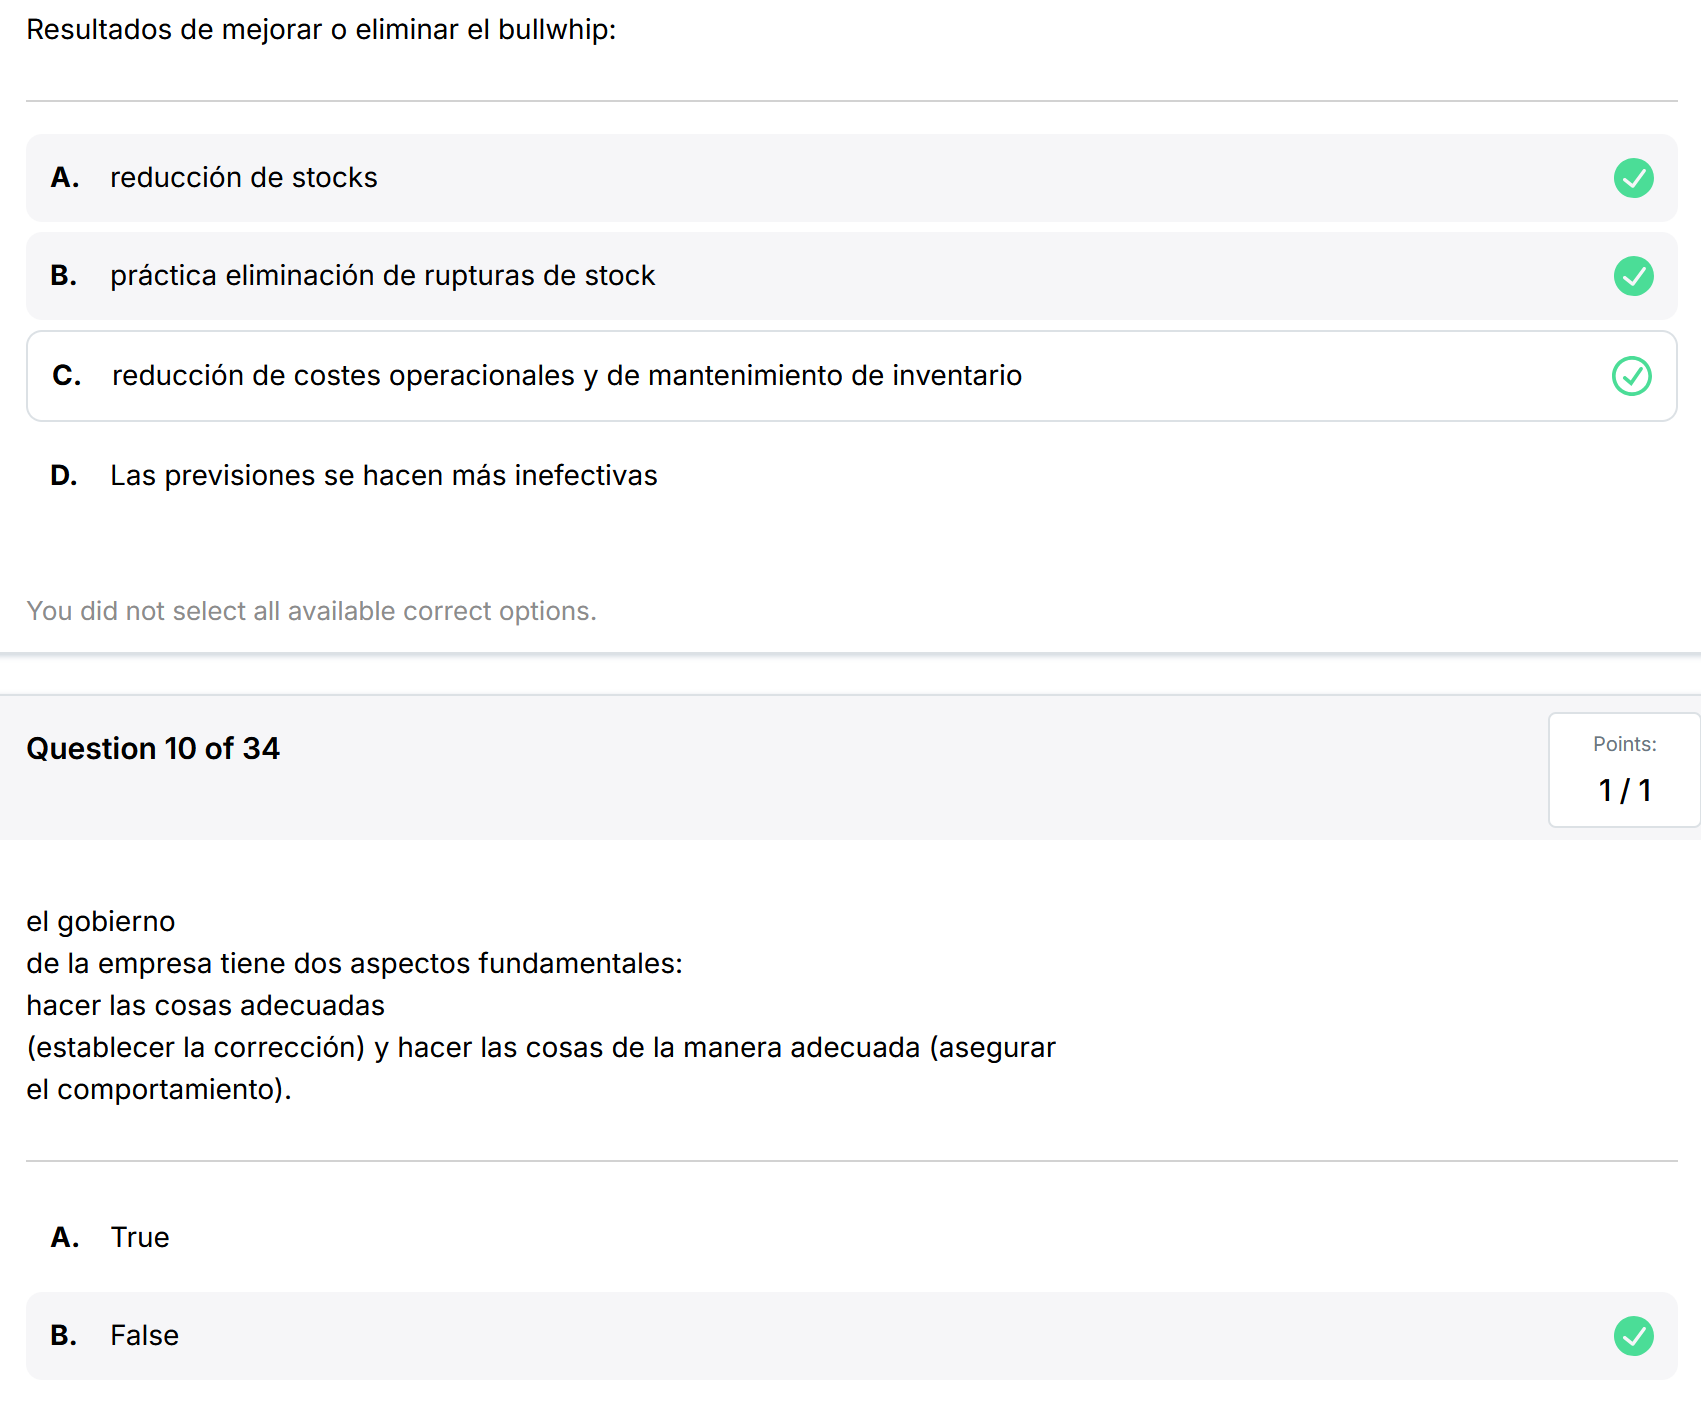 Resultados de mejorar o eliminar el bullwhip:
A. reducción de stocks
B. práctica eliminación de rupturas de stock
C. reducción de costes operacionales y de mantenimiento de inventario
D. Las previsiones se hacen más inefectivas
You did not select all available correct options.
Question 10 of 34
Points:
1 / 1
el gobierno
de la empresa tiene dos aspectos fundamentales:
hacer las cosas adecuadas
(establecer la corrección) y hacer las cosas de la manera adecuada (asegurar
el comportamiento).
A. True
B. False